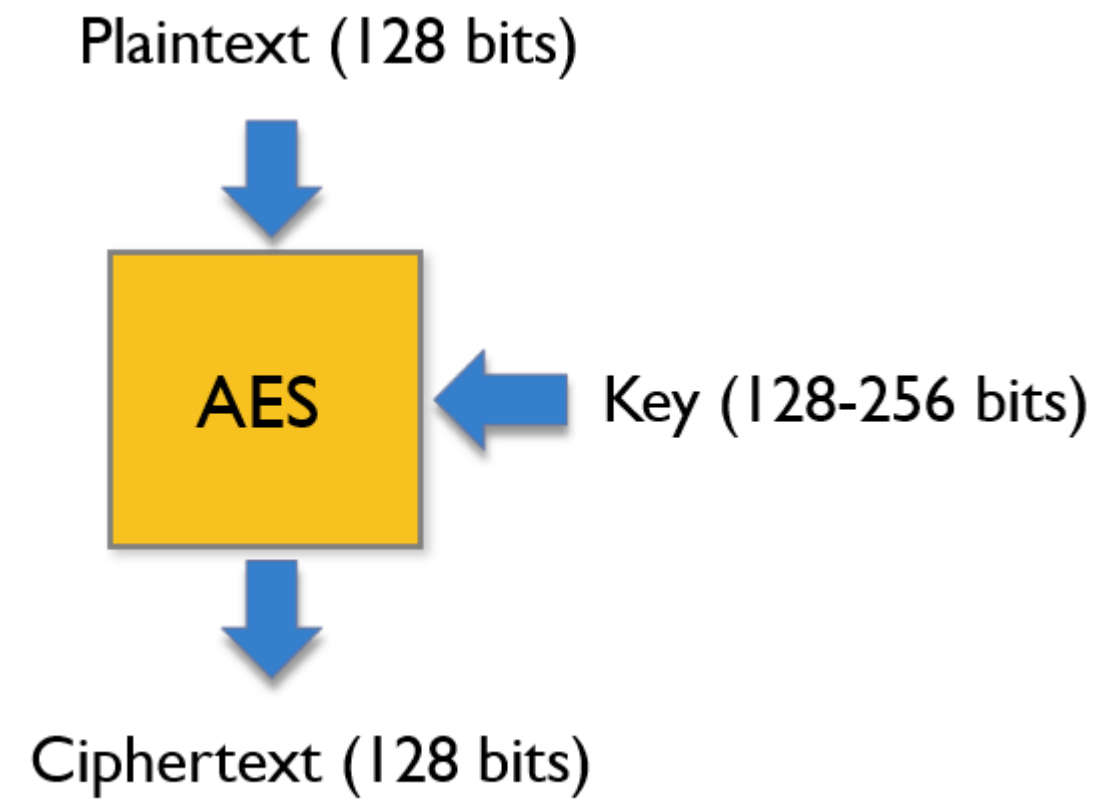 Plaintext (128 bits)
AES
Key (128-256 bits)
Ciphertext (128 bits)